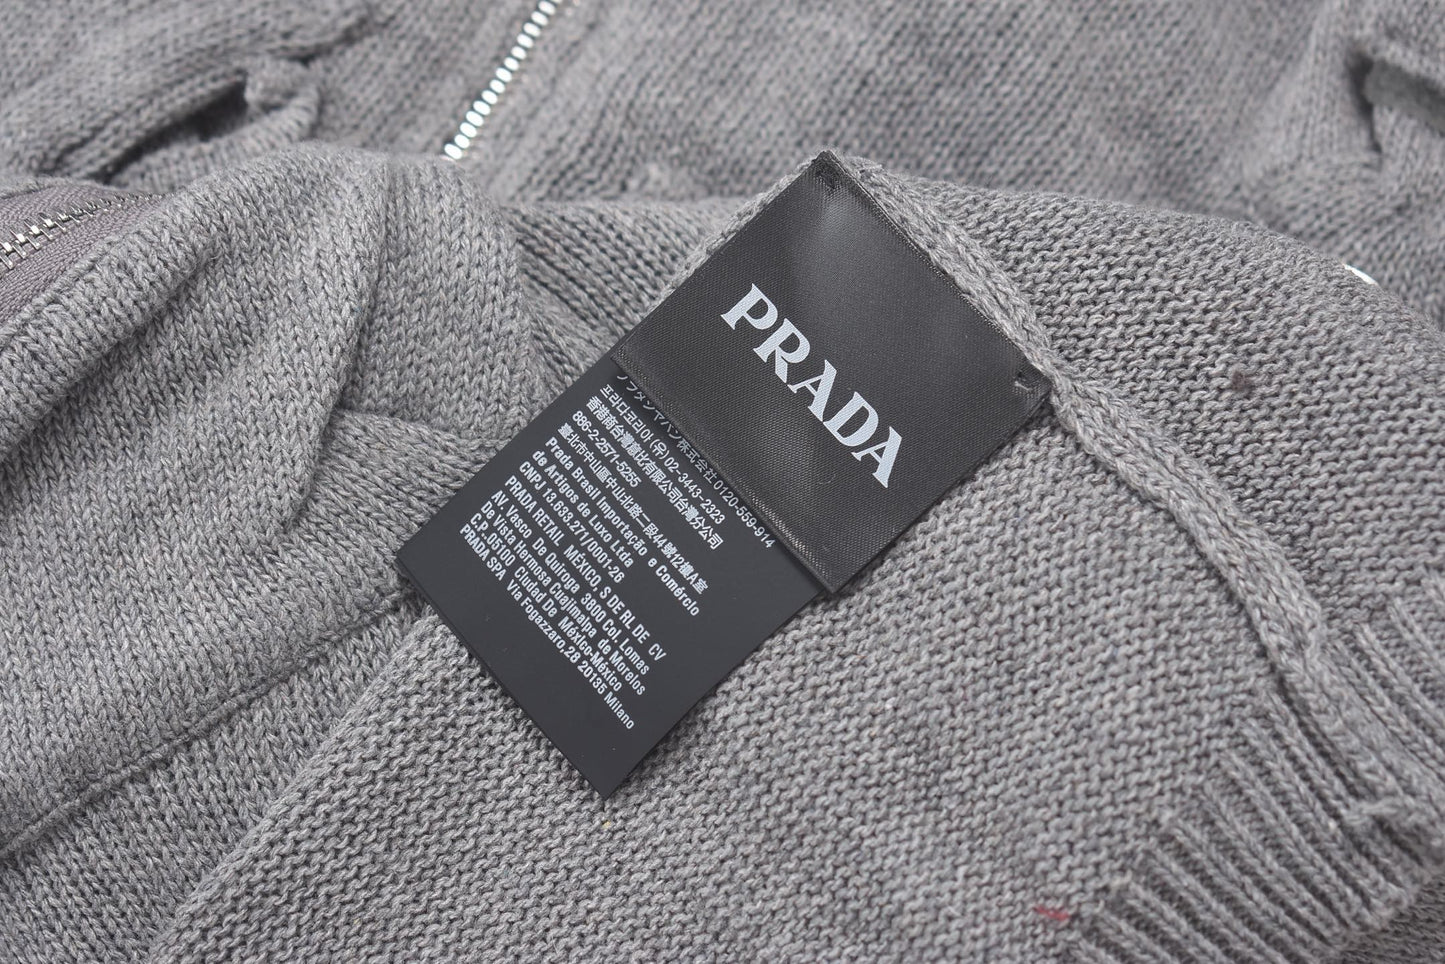 PRADA
プラダジャパン株式会社 0120-559-914
프라다코리아(유)02-3443-2323
香港商台灣慕比有限公司台灣分公司
886-2-2571-5255
臺北市中山區中山北路二段44號12樓A室
Prada Brasil Importação e Comércio
de Artigos de Luxo Ltda
CNPJ 13.633.271/0001-26
PRADA RETAIL MÉXICO, S DE RL DE CV
AV. Vasco De Quiroga 3800 Col. Lomas
De Vista Hermosa Cuajimalpa de Morelos
C.P..05100 Ciudad De México-México
PRADA SPA Via Fogazzaro,28 20135 Milano